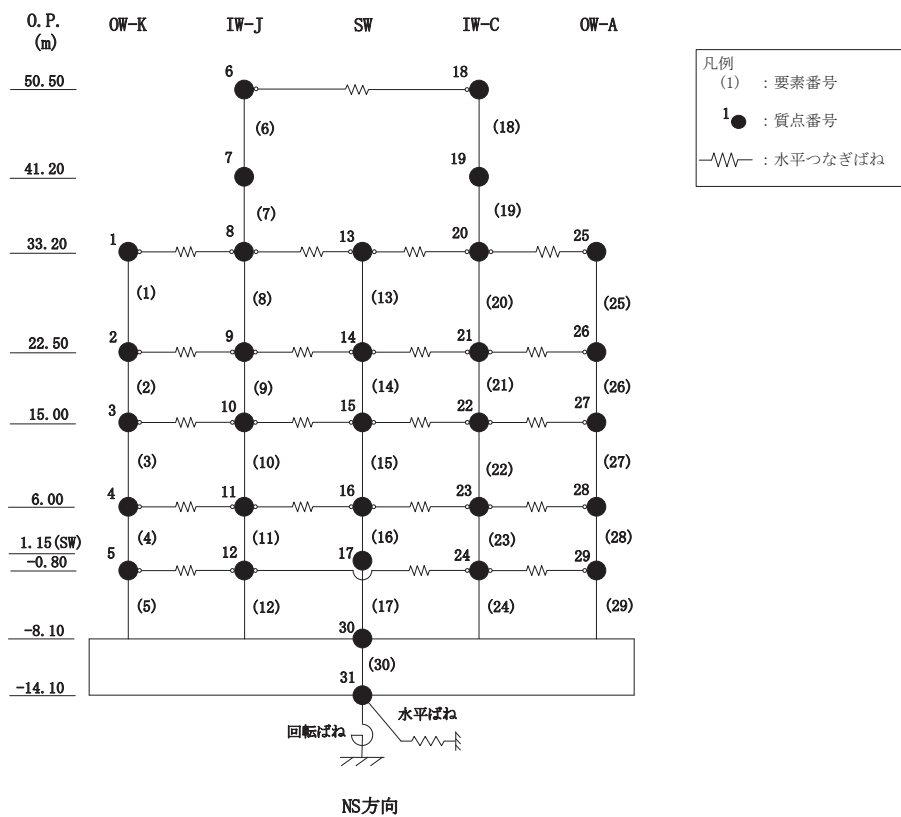 O.P. OW-K IW-J SW IW-C OW-A
(m)
凡例
(1) ：要素番号
1 ：質点番号
：水平つなぎばね
50.50 6 18
(6) (18)
41.20 7 19
(7) (19)
33.20 1 8 13 20 25
(1) (8) (13) (20) (25)
22.50 2 9 14 21 26
(2) (9) (14) (21) (26)
15.00 3 10 15 22 27
(3) (10) (15) (22) (27)
6.00 4 11 16 23 28
(4) (11) (16) (23) (28)
1.15(SW) 5 12 17 24 29
-0.80
(5) (12) (17) (24) (29)
-8.10 30
(30)
-14.10 31
水平ばね
回転ばね
NS方向